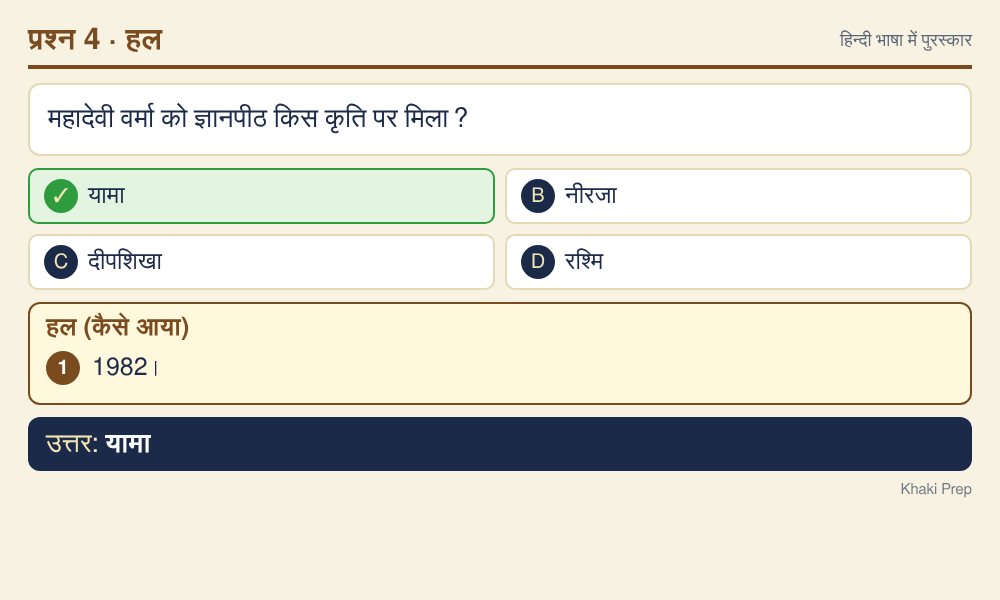 प्रश्न 4 · हल
हिन्दी भाषा में पुरस्कार
महादेवी वर्मा को ज्ञानपीठ किस कृति पर मिला ?
✓ यामा
B नीरजा
C दीपशिखा
D रश्मि
हल (कैसे आया)
1 1982।
उत्तर: यामा
Khaki Prep